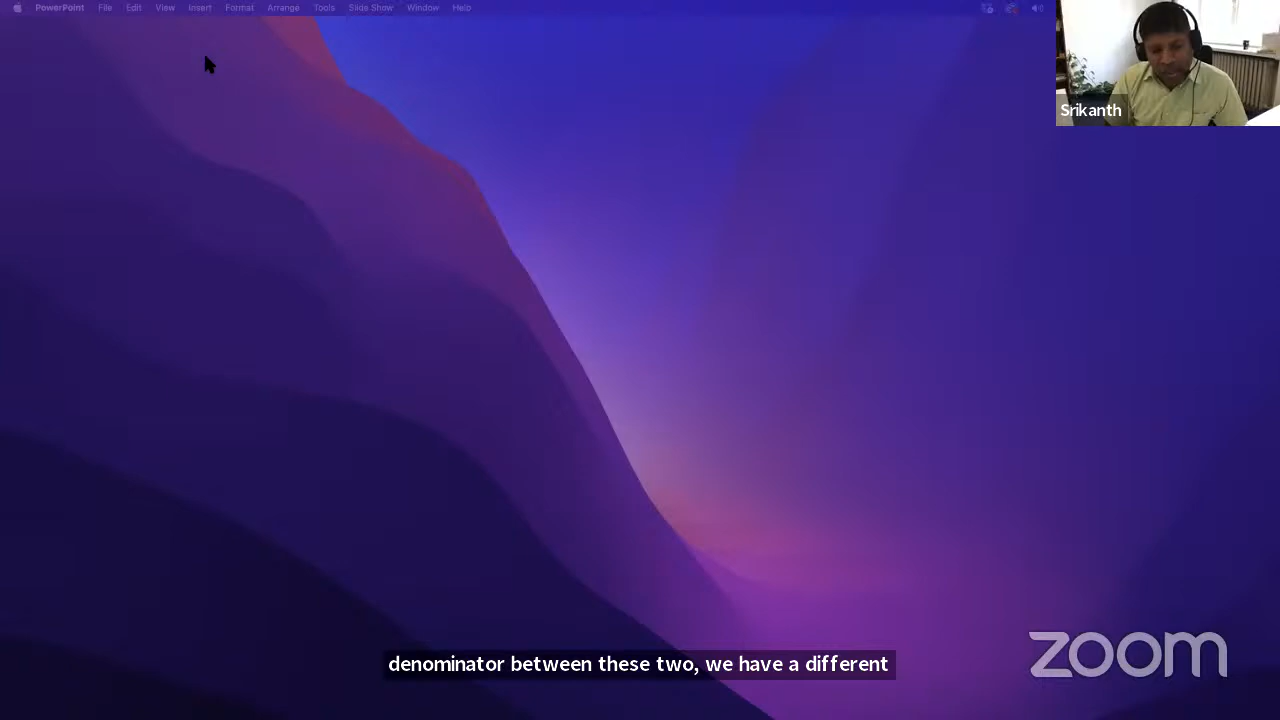 PowerPoint File Edit View Insert Format Arrange Tools Slide Show Window Help
Srikanth
denominator between these two, we have a different
zoom